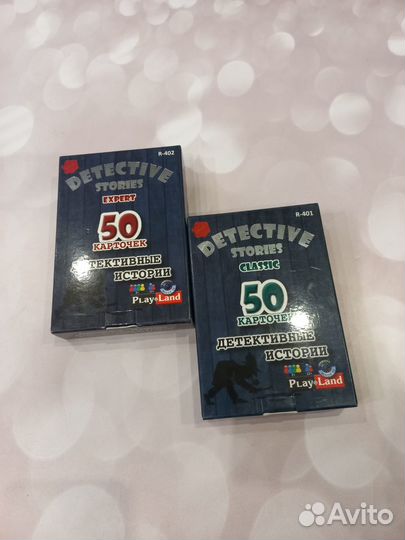 R-402
DETECTIVE
STORIES
EXPERT
50
КАРТОЧЕК
ДЕТЕКТИВНЫЕ
ИСТОРИИ
PLAY Land
R-401
DETECTIVE
STORIES
CLASSIC
50
КАРТОЧЕК
ДЕТЕКТИВНЫЕ
ИСТОРИИ
PLAY Land
Avito